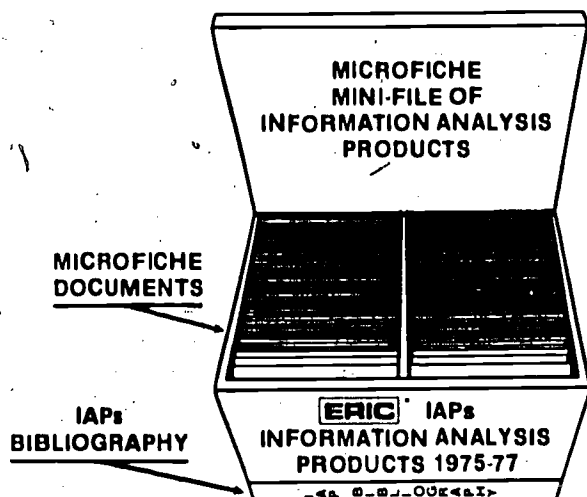 MICROFICHE
MINI-FILE OF
INFORMATION ANALYSIS
PRODUCTS
MICROFICHE
DOCUMENTS
IAPs
BIBLIOGRAPHY
ERIC IAPs
INFORMATION ANALYSIS
PRODUCTS 1975-77